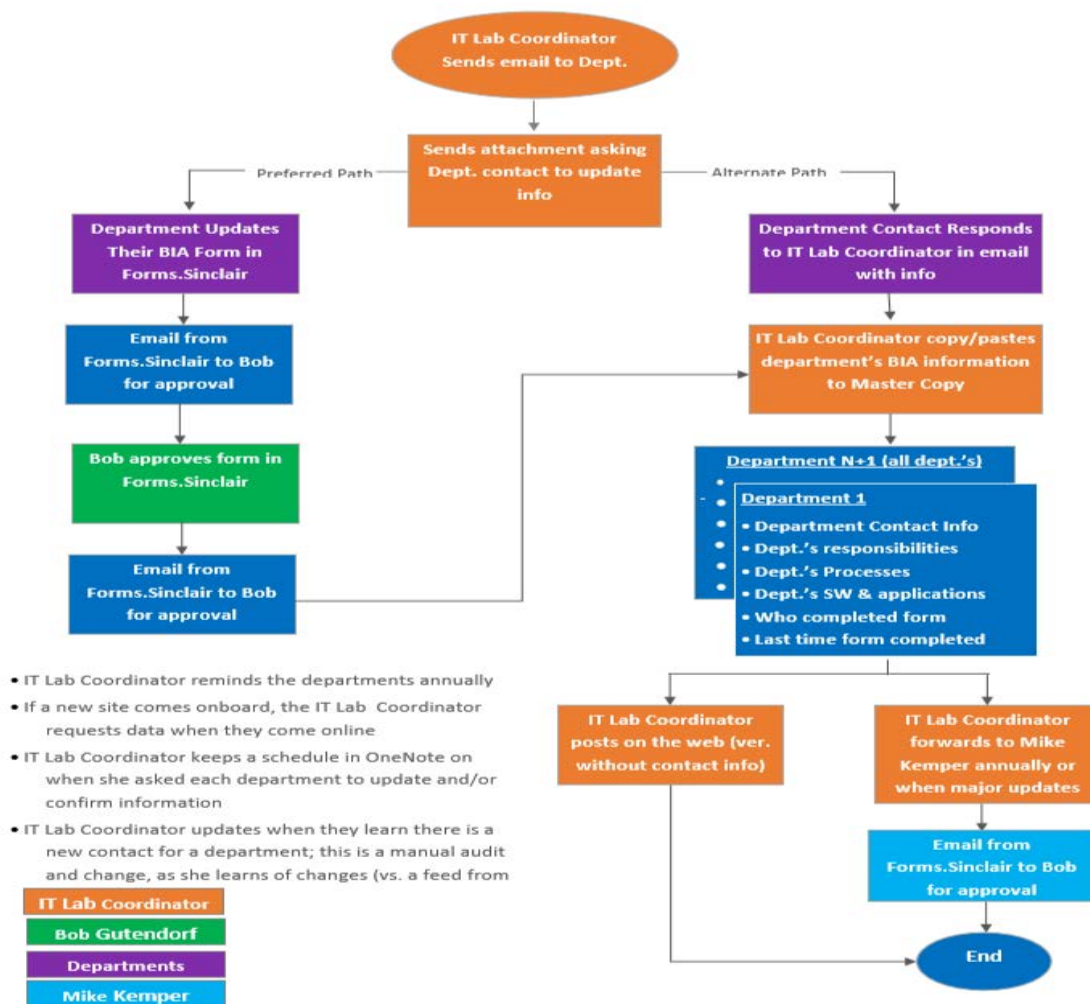 IT Lab Coordinator
Sends email to Dept.
Sends attachment asking
Dept. contact to update
info
Preferred Path
Alternate Path
Department Updates
Their BIA Form in
Forms.Sinclair
Department Contact Responds
to IT Lab Coordinator in email
with info
Email from
Forms.Sinclair to Bob
for approval
IT Lab Coordinator copy/pastes
department's BIA information
to Master Copy
Bob approves form in
Forms.Sinclair
Department N+1 (all dept.'s)
Department 1
• Department Contact Info
• Dept.'s responsibilities
• Dept.'s Processes
• Dept.'s SW & applications
• Who completed form
• Last time form completed
Email from
Forms.Sinclair to Bob
for approval
• IT Lab Coordinator reminds the departments annually
• If a new site comes onboard, the IT Lab Coordinator
requests data when they come online
• IT Lab Coordinator keeps a schedule in OneNote on
when she asked each department to update and/or
confirm information
• IT Lab Coordinator updates when they learn there is a
new contact for a department; this is a manual audit
and change, as she learns of changes (vs. a feed from
IT Lab Coordinator
posts on the web (ver.
without contact info)
IT Lab Coordinator
forwards to Mike
Kemper annually or
when major updates
Email from
Forms.Sinclair to Bob
for approval
End
IT Lab Coordinator
Bob Gutendorf
Departments
Mike Kemper